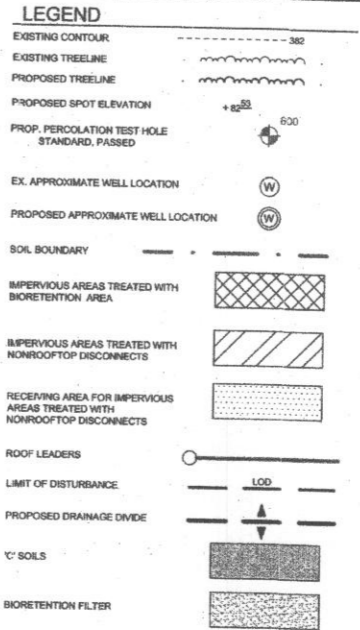 LEGEND
EXISTING CONTOUR 382
EXISTING TREELINE
PROPOSED TREELINE
PROPOSED SPOT ELEVATION +82 53
PROP. PERCOLATION TEST HOLE 600
STANDARD, PASSED
EX. APPROXIMATE WELL LOCATION W
PROPOSED APPROXIMATE WELL LOCATION W
SOIL BOUNDARY
IMPERVIOUS AREAS TREATED WITH
BIORETENTION AREA
IMPERVIOUS AREAS TREATED WITH
NONROOFTOP DISCONNECTS
RECEIVING AREA FOR IMPERVIOUS
AREAS TREATED WITH
NONROOFTOP DISCONNECTS
ROOF LEADERS
LIMIT OF DISTURBANCE LOD
PROPOSED DRAINAGE DIVIDE
'C' SOILS
BIORETENTION FILTER